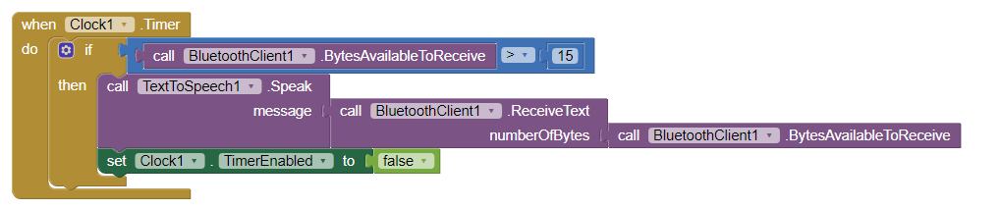 when Clock1 .Timer
do if call BluetoothClient1 .BytesAvailableToReceive > 15
then call TextToSpeech1 .Speak
message call BluetoothClient1 .ReceiveText
numberOfBytes call BluetoothClient1 .BytesAvailableToReceive
set Clock1 . TimerEnabled to false